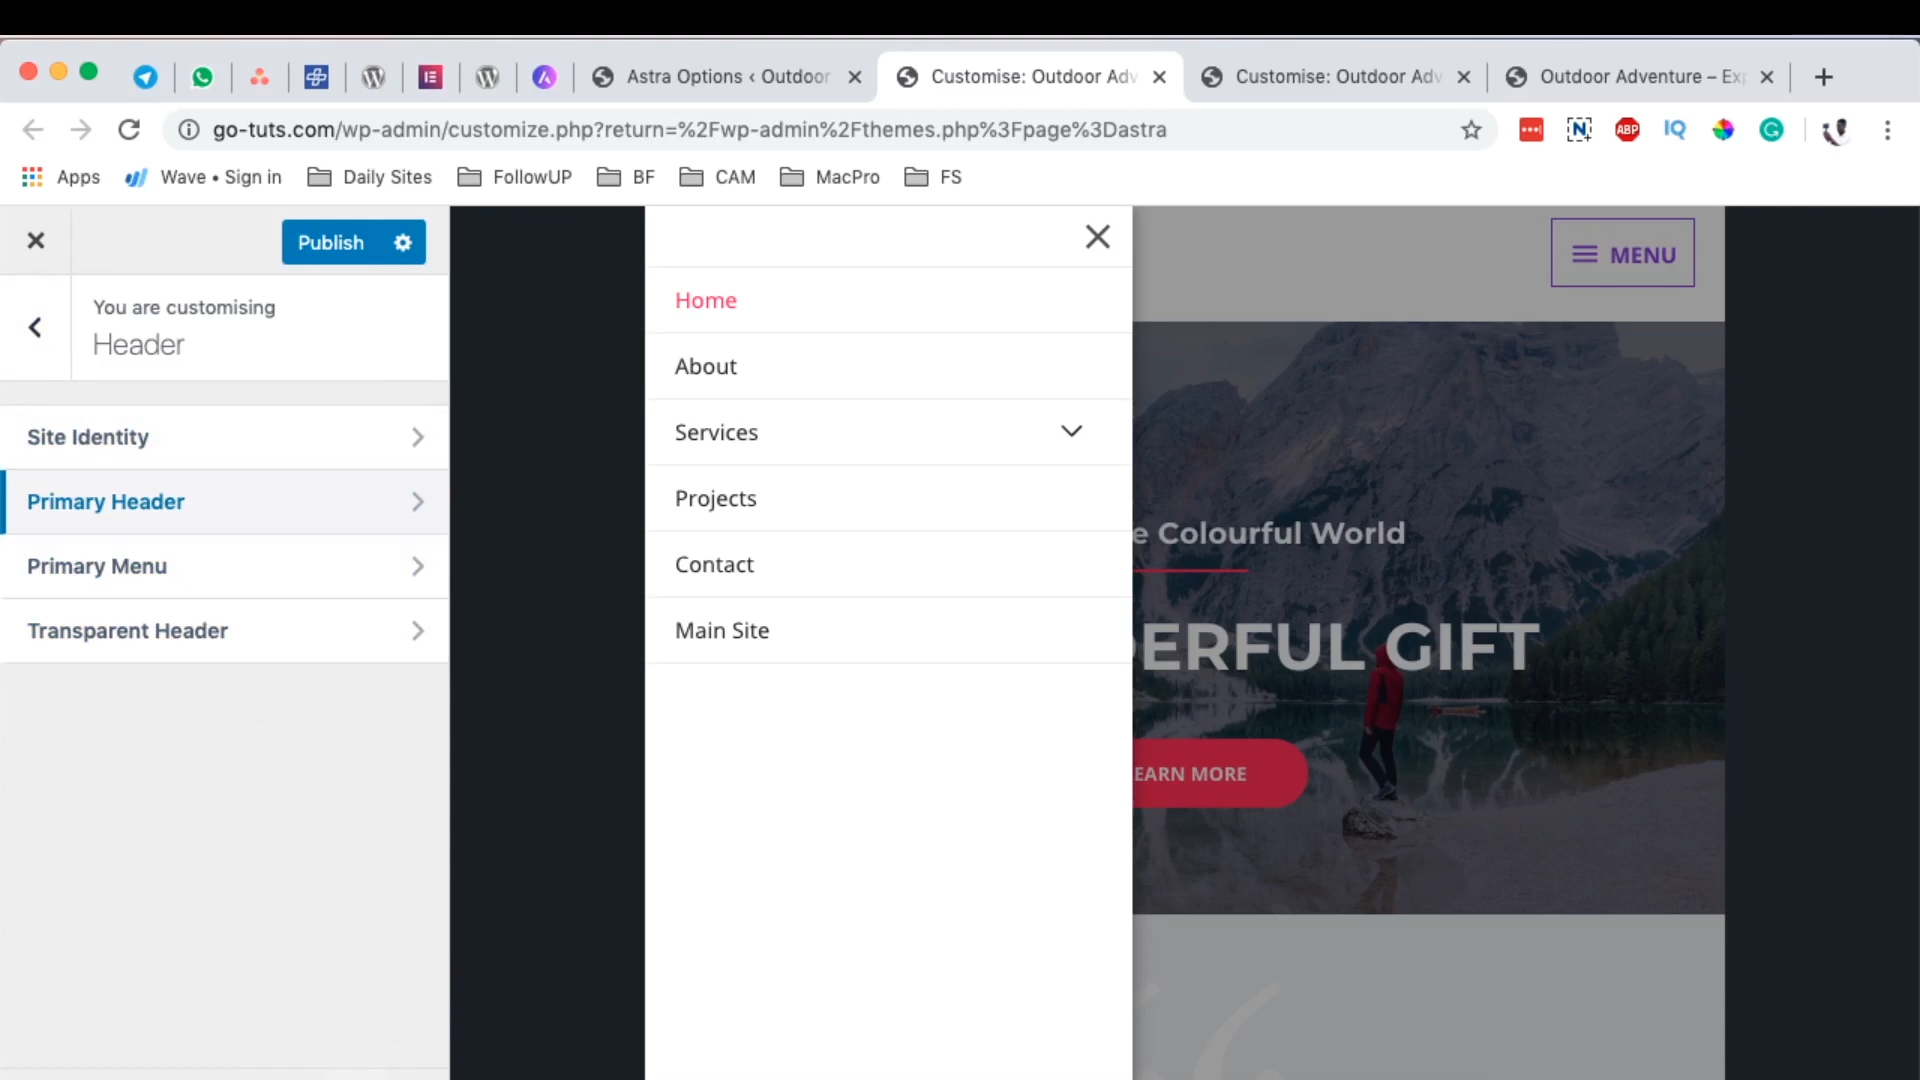 Astra Options ‹ Outdoor
Customise: Outdoor Adv
Customise: Outdoor Adv
Outdoor Adventure – Ex
go-tuts.com/wp-admin/customize.php?return=%2Fwp-admin%2Fthemes.php%3Fpage%3Dastra
N
ABP
IQ
G
Apps
Wave • Sign in
Daily Sites
FollowUP
BF
CAM
MacPro
FS
Publish
You are customising
Header
Site Identity
Primary Header
Primary Menu
Transparent Header
Home
About
Services
Projects
Contact
Main Site
MENU
e Colourful World
DERFUL GIFT
EARN MORE